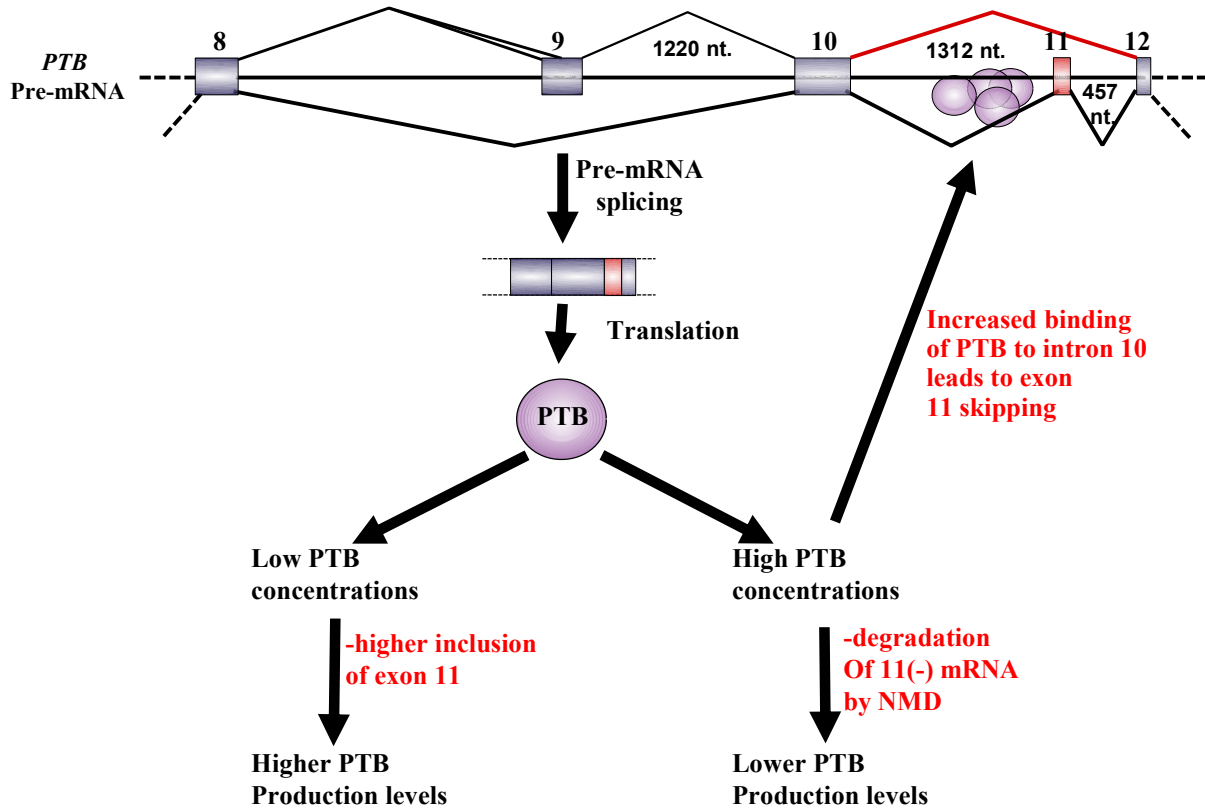 8
9
10
11
12
1220 nt.
1312 nt.
457
nt.
PTB
Pre-mRNA
Pre-mRNA
splicing
Translation
PTB
Increased binding
of PTB to intron 10
leads to exon
11 skipping
Low PTB
concentrations
High PTB
concentrations
-higher inclusion
of exon 11
-degradation
Of 11(-) mRNA
by NMD
Higher PTB
Production levels
Lower PTB
Production levels